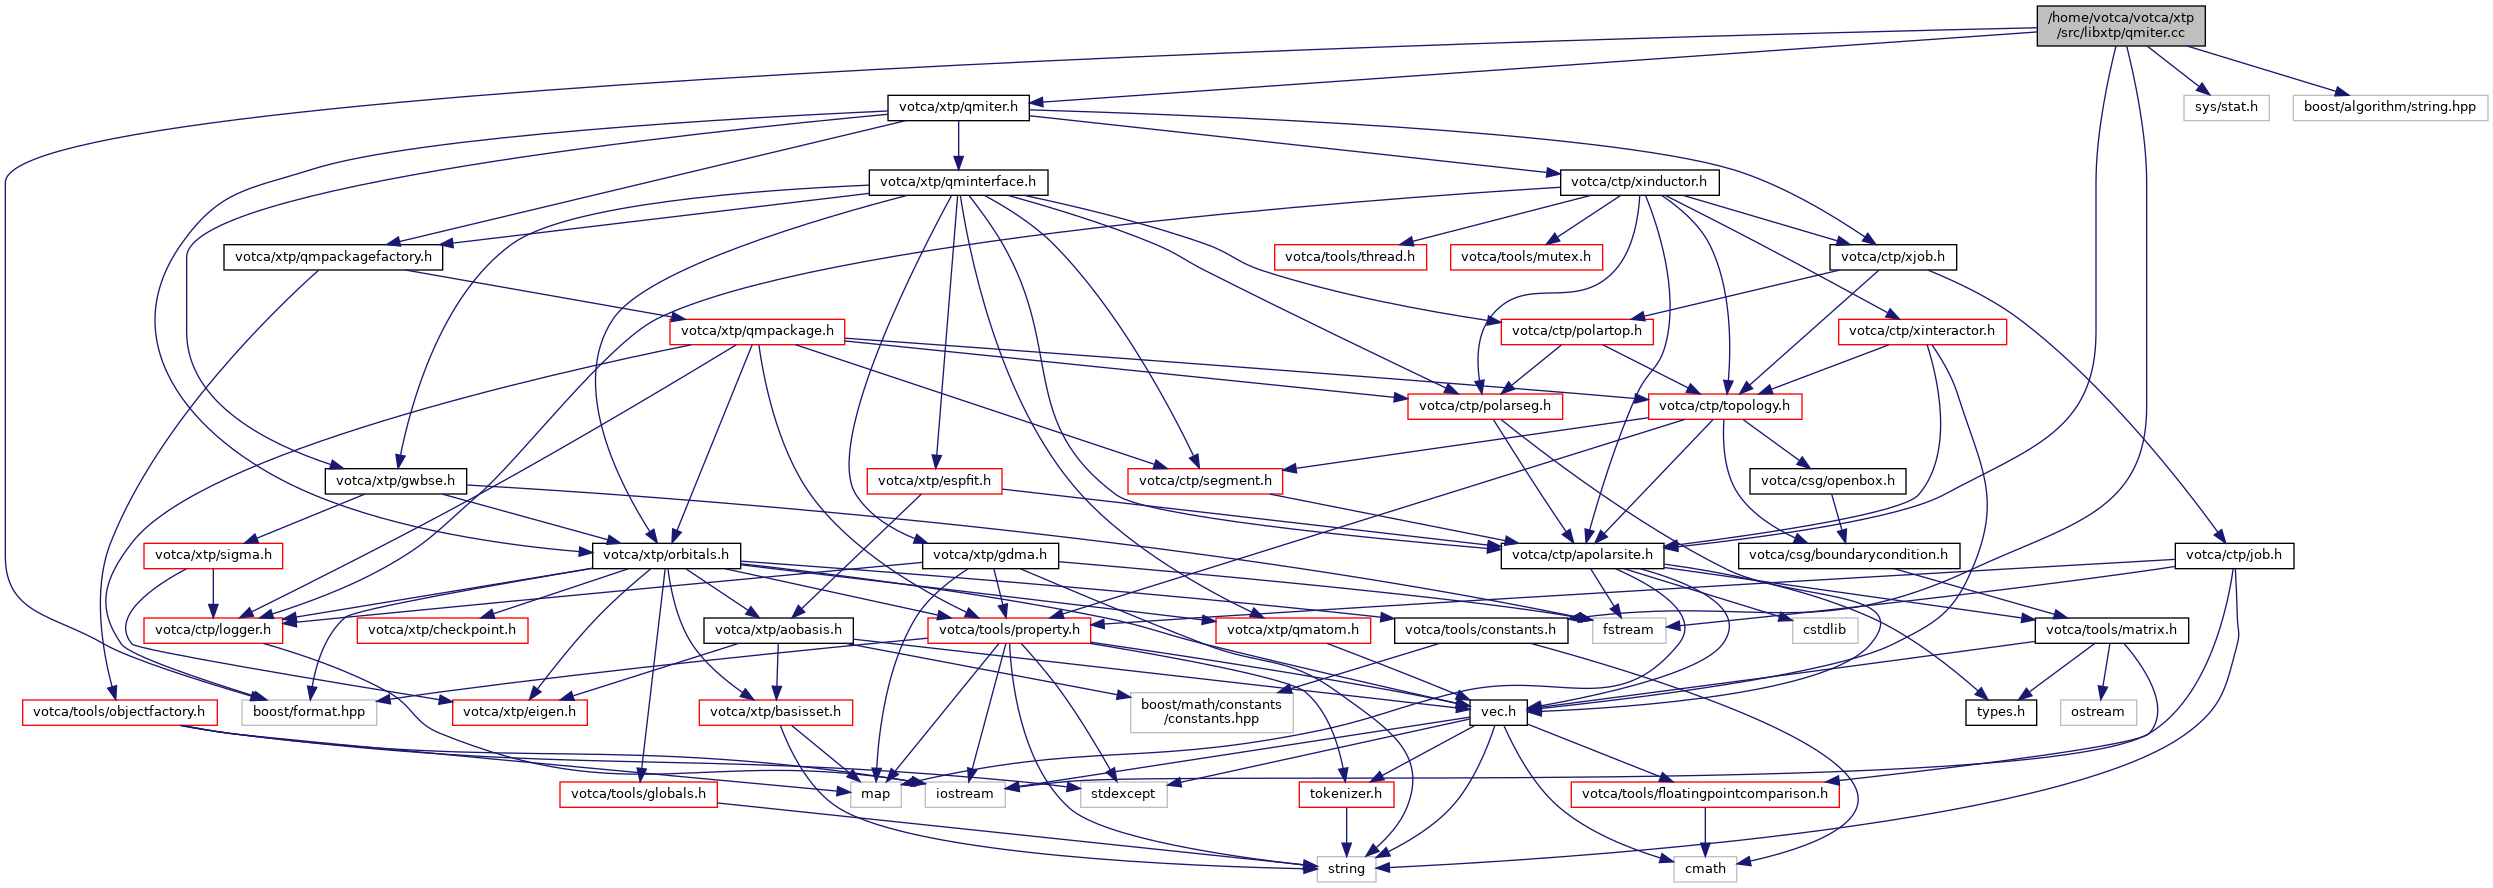 /home/votca/votca/xtp
/src/libxtp/qmiter.cc
votca/xtp/qmiter.h
sys/stat.h
boost/algorithm/string.hpp
votca/xtp/qminterface.h
votca/ctp/xinductor.h
votca/xtp/qmpackagefactory.h
votca/tools/thread.h
votca/tools/mutex.h
votca/ctp/xjob.h
votca/xtp/qmpackage.h
votca/ctp/polartop.h
votca/ctp/xinteractor.h
votca/ctp/polarseg.h
votca/ctp/topology.h
votca/xtp/gwbse.h
votca/xtp/espfit.h
votca/ctp/segment.h
votca/csg/openbox.h
votca/xtp/sigma.h
votca/xtp/orbitals.h
votca/xtp/gdma.h
votca/ctp/apolarsite.h
votca/csg/boundarycondition.h
votca/ctp/job.h
votca/ctp/logger.h
votca/xtp/checkpoint.h
votca/xtp/aobasis.h
votca/tools/property.h
votca/xtp/qmatom.h
votca/tools/constants.h
fstream
cstdlib
votca/tools/matrix.h
votca/tools/objectfactory.h
boost/format.hpp
votca/xtp/eigen.h
votca/xtp/basisset.h
boost/math/constants
/constants.hpp
vec.h
types.h
ostream
votca/tools/globals.h
map
iostream
stdexcept
tokenizer.h
votca/tools/floatingpointcomparison.h
string
cmath